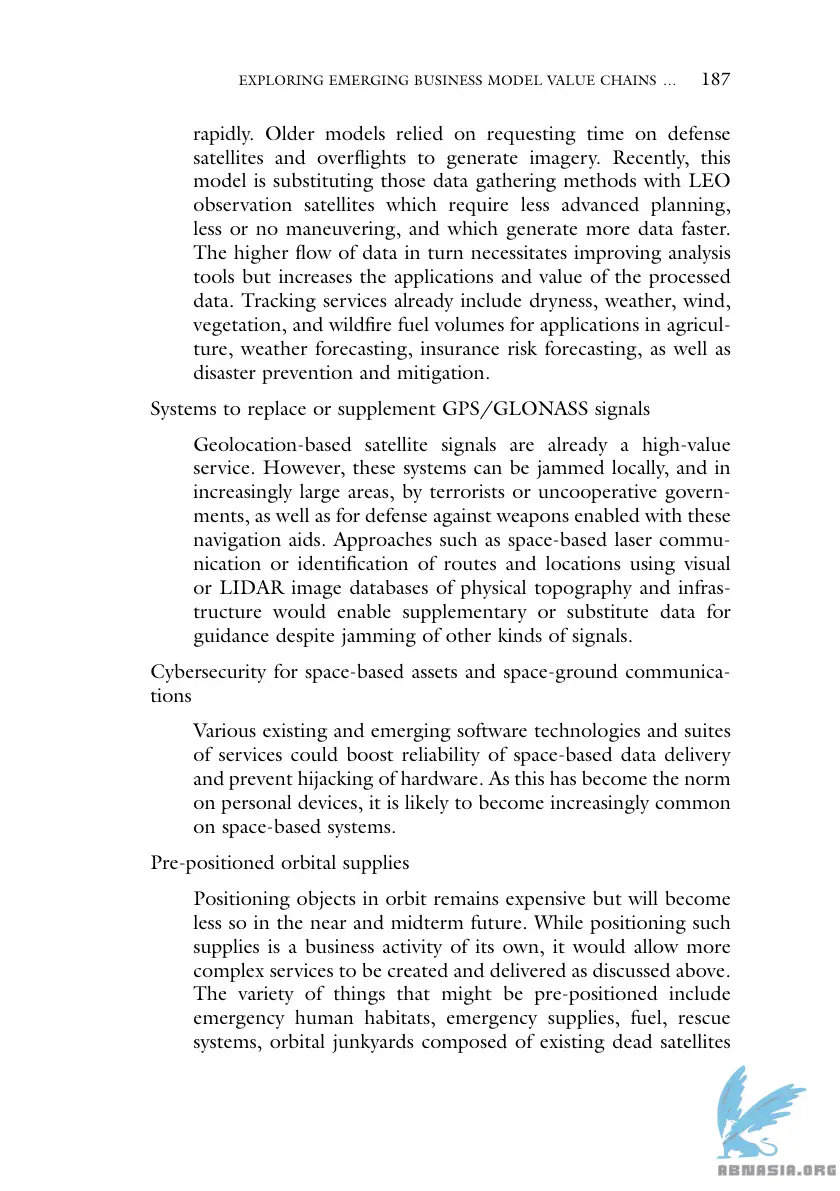 EXPLORING EMERGING BUSINESS MODEL VALUE CHAINS … 187
rapidly. Older models relied on requesting time on defense
satellites and overflights to generate imagery. Recently, this
model is substituting those data gathering methods with LEO
observation satellites which require less advanced planning,
less or no maneuvering, and which generate more data faster.
The higher flow of data in turn necessitates improving analysis
tools but increases the applications and value of the processed
data. Tracking services already include dryness, weather, wind,
vegetation, and wildfire fuel volumes for applications in agricul-
ture, weather forecasting, insurance risk forecasting, as well as
disaster prevention and mitigation.
Systems to replace or supplement GPS/GLONASS signals
Geolocation-based satellite signals are already a high-value
service. However, these systems can be jammed locally, and in
increasingly large areas, by terrorists or uncooperative govern-
ments, as well as for defense against weapons enabled with these
navigation aids. Approaches such as space-based laser commu-
nication or identification of routes and locations using visual
or LIDAR image databases of physical topography and infras-
tructure would enable supplementary or substitute data for
guidance despite jamming of other kinds of signals.
Cybersecurity for space-based assets and space-ground communica-
tions
Various existing and emerging software technologies and suites
of services could boost reliability of space-based data delivery
and prevent hijacking of hardware. As this has become the norm
on personal devices, it is likely to become increasingly common
on space-based systems.
Pre-positioned orbital supplies
Positioning objects in orbit remains expensive but will become
less so in the near and midterm future. While positioning such
supplies is a business activity of its own, it would allow more
complex services to be created and delivered as discussed above.
The variety of things that might be pre-positioned include
emergency human habitats, emergency supplies, fuel, rescue
systems, orbital junkyards composed of existing dead satellites
ABNASIA.ORG